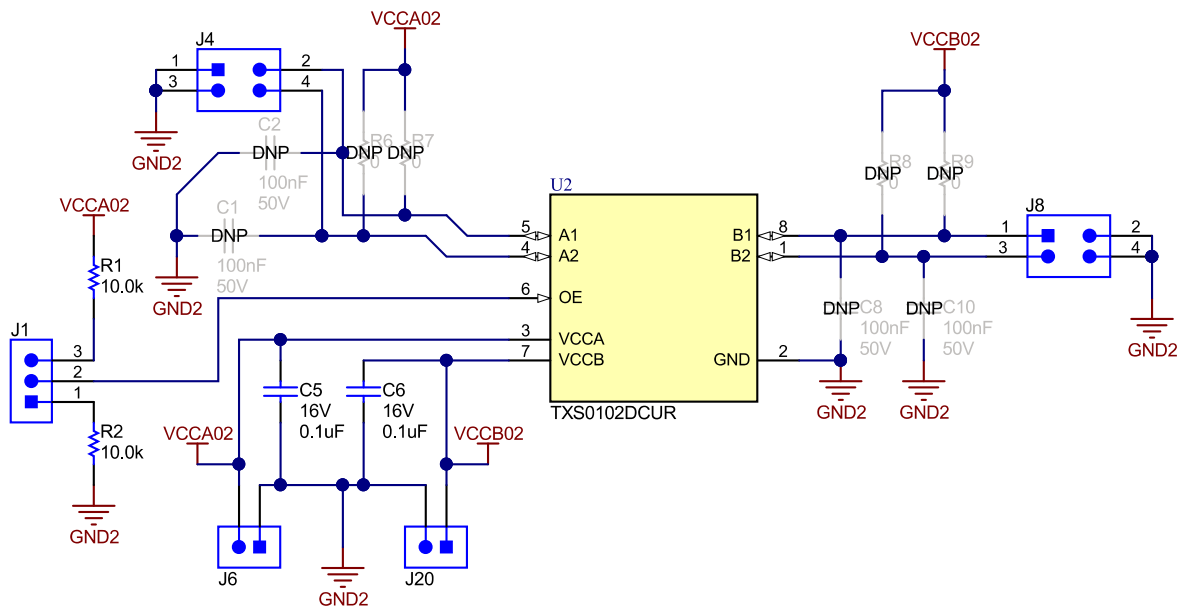 VCCA02
J4
1
2
3
4
GND2
C2
DNP
100nF
50V
R6
DNP
0
R7
DNP
0
C1
DNP
100nF
50V
GND2
VCCA02
R1
10.0k
J1
3
2
1
R2
10.0k
GND2
U2
5
A1
4
A2
6
OE
3
VCCA
7
VCCB
B1
8
B2
1
GND
2
TXS0102DCUR
C5
16V
0.1uF
C6
16V
0.1uF
VCCA02
VCCB02
J6
J20
GND2
VCCB02
R8
DNP
0
R9
DNP
0
J8
1
2
3
4
GND2
C8
DNP
100nF
50V
GND2
C10
DNP
100nF
50V
GND2